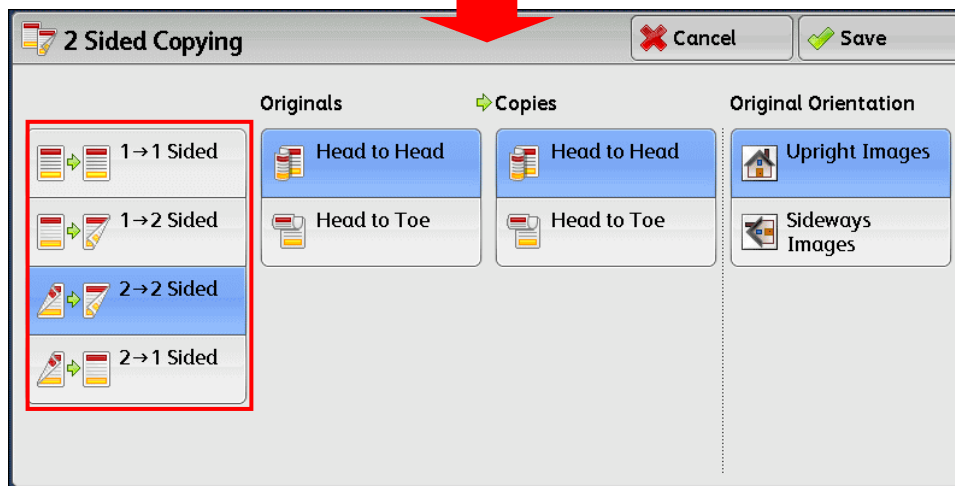 2 Sided Copying
Cancel
Save
Originals
Copies
Original Orientation
1→1 Sided
1→2 Sided
2→2 Sided
2→1 Sided
Head to Head
Head to Toe
Head to Head
Head to Toe
Upright Images
Sideways
Images